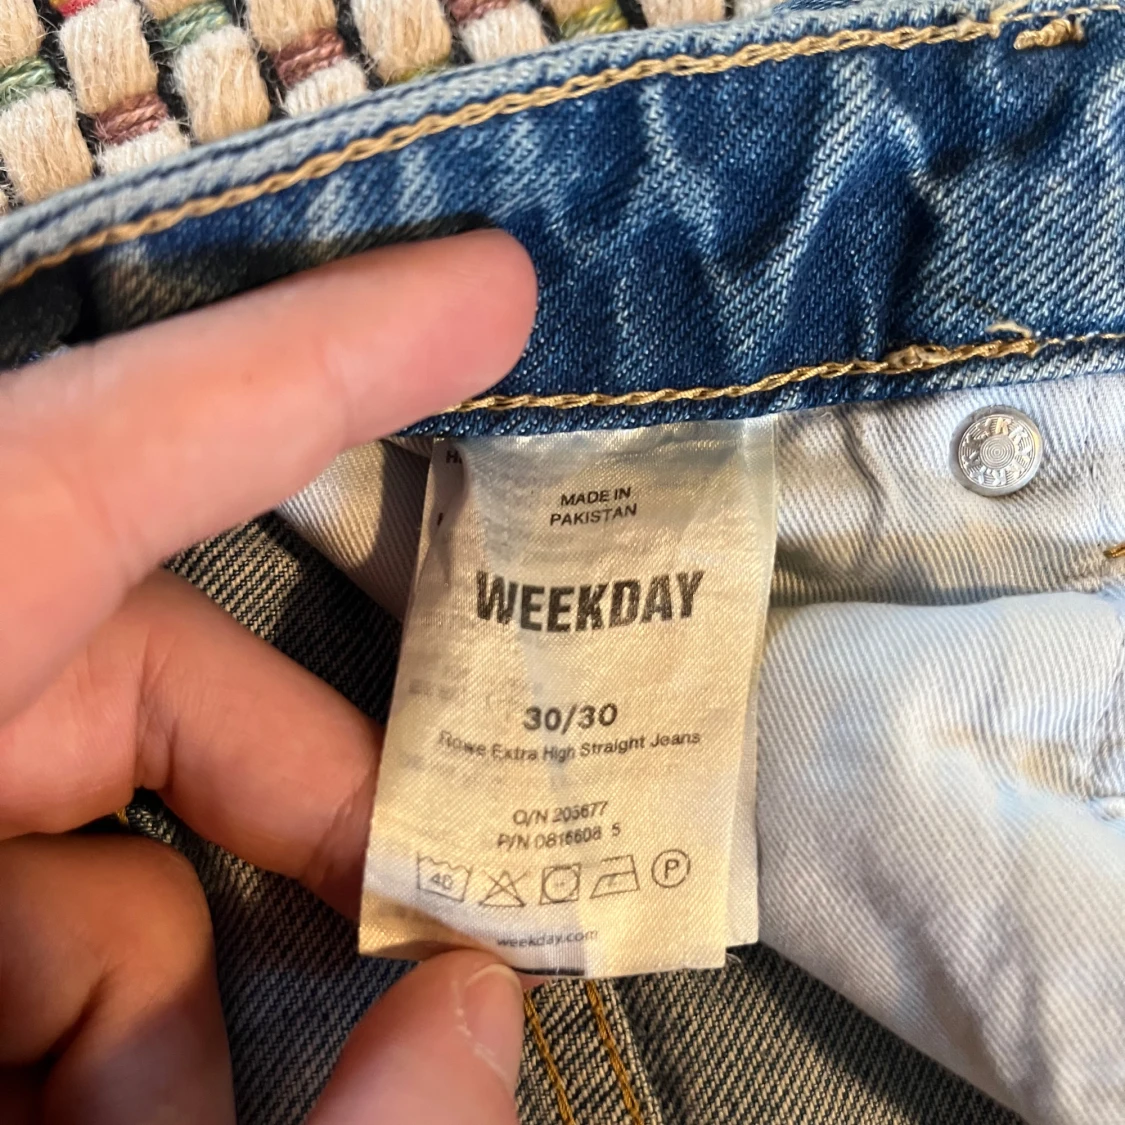 MADE IN
PAKISTAN
WEEKDAY
30/30
Rowe Extra High Straight Jeans
O/N 205677
P/N 0816608 5
40
P
weekday.com